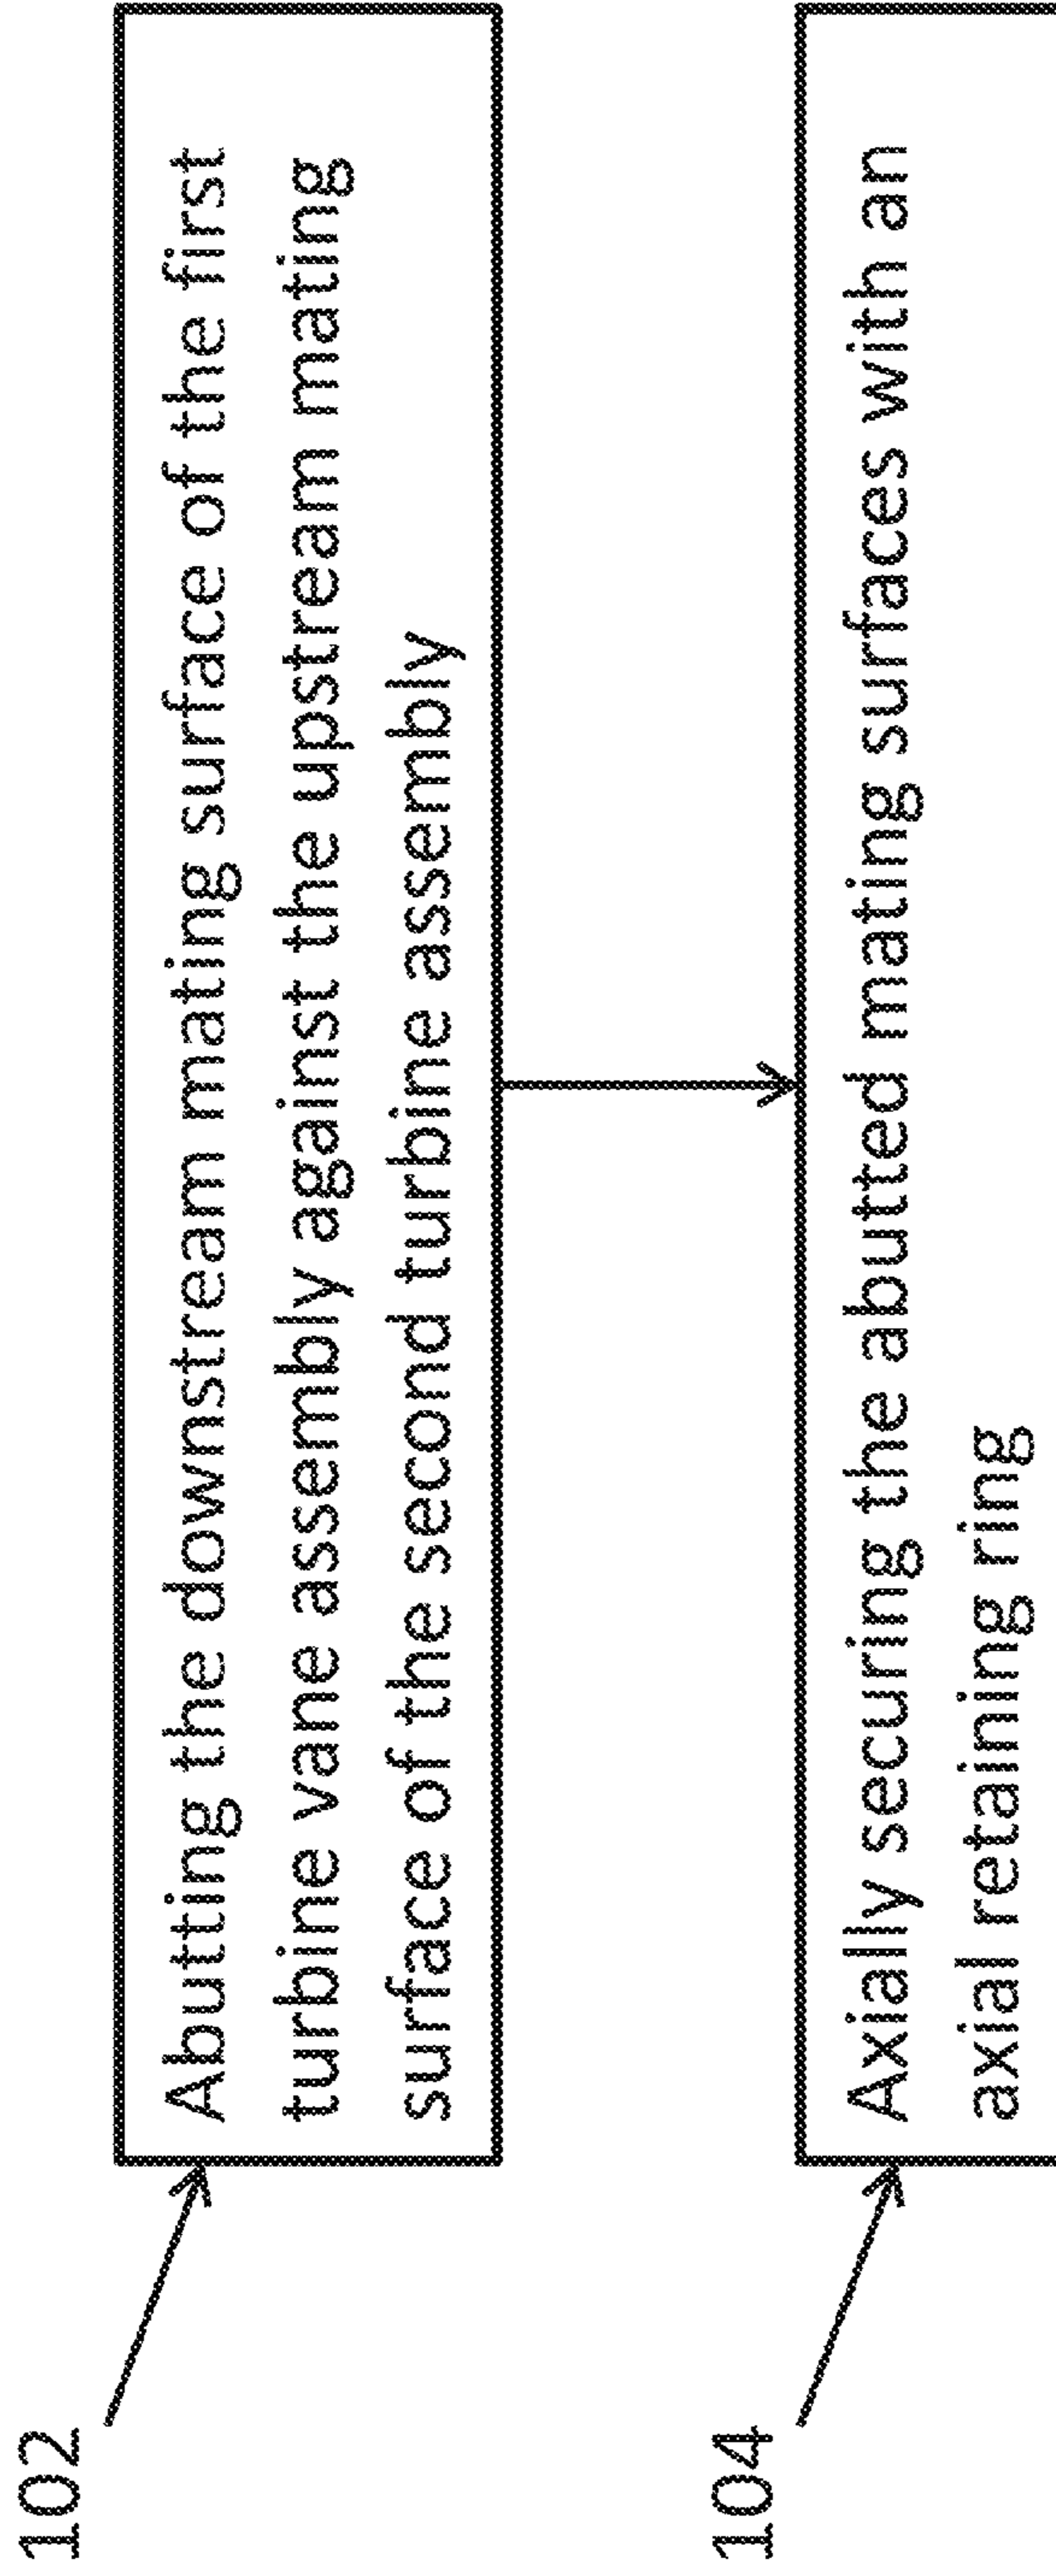 102
Abutting the downstream mating surface of the first
turbine vane assembly against the upstream mating
surface of the second turbine assembly
104
Axially securing the abutted mating surfaces with an
axial retaining ring